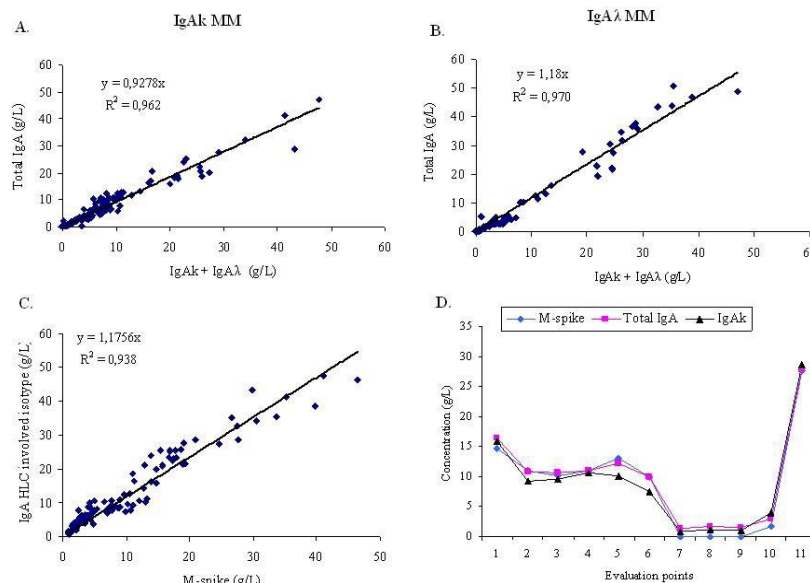 A.
IgAk MM
y = 0,9278x
R² = 0,962
Total IgA (g/L)
60
50
40
30
20
10
0
0 10 20 30 40 50 60
IgAk + IgAλ (g/L)
B.
IgAλ MM
y = 1,18x
R² = 0,970
Total IgA (g/L)
60
50
40
30
20
10
0
0 10 20 30 40 50 60
IgAk + IgAλ (g/L)
C.
y = 1,1756x
R² = 0,938
IgA HLC involved isotype (g/L)
60
50
40
30
20
10
0
0 10 20 30 40 50
M-spike (g/L)
D.
M-spike Total IgA IgAk
Concentration (g/L)
35
30
25
20
15
10
5
0
1 2 3 4 5 6 7 8 9 10 11
Evaluation points